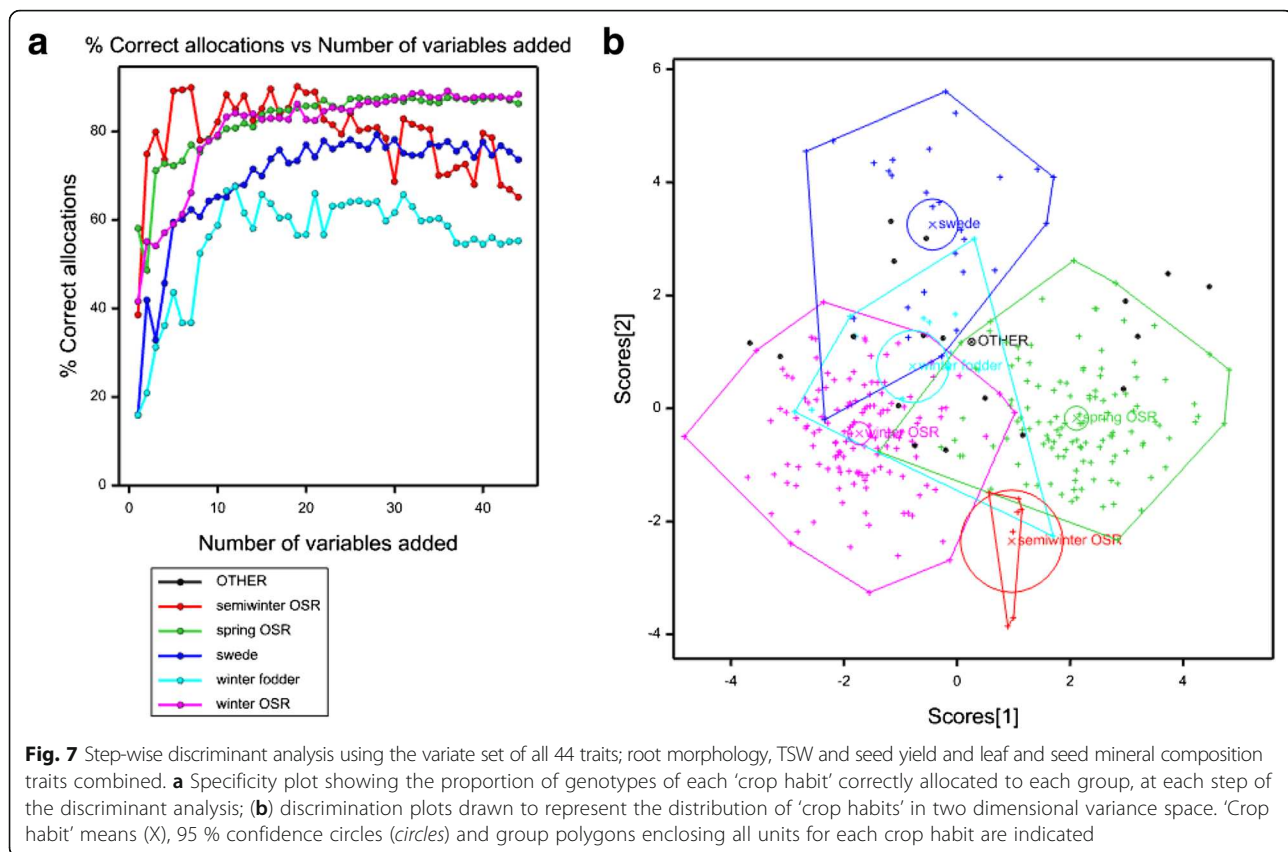 a
% Correct allocations vs Number of variables added
80
60
40
20
0
% Correct allocations
0 10 20 30 40
Number of variables added
OTHER
semiwinter OSR
spring OSR
swede
winter fodder
winter OSR
b
6
4
2
0
-2
-4
Scores[2]
swede
OTHER
winter fodder
spring OSR
winter OSR
semiwinter OSR
-4 -2 0 2 4
Scores[1]
Fig. 7 Step-wise discriminant analysis using the variate set of all 44 traits; root morphology, TSW and seed yield and leaf and seed mineral composition
traits combined. a Specificity plot showing the proportion of genotypes of each ‘crop habit’ correctly allocated to each group, at each step of
the discriminant analysis; (b) discrimination plots drawn to represent the distribution of ‘crop habits’ in two dimensional variance space. ‘Crop
habit’ means (X), 95 % confidence circles (circles) and group polygons enclosing all units for each crop habit are indicated